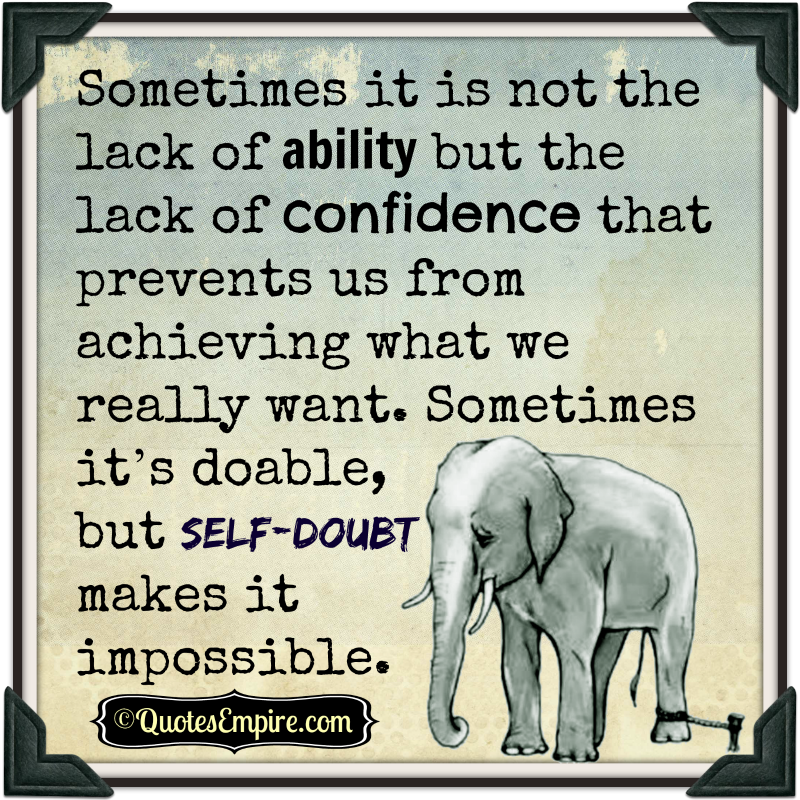 Sometimes it is not the
lack of ability but the
lack of confidence that
prevents us from
achieving what we
really want. Sometimes
it’s doable,
but SELF-DOUBT
makes it
impossible.
©QuotesEmpire.com